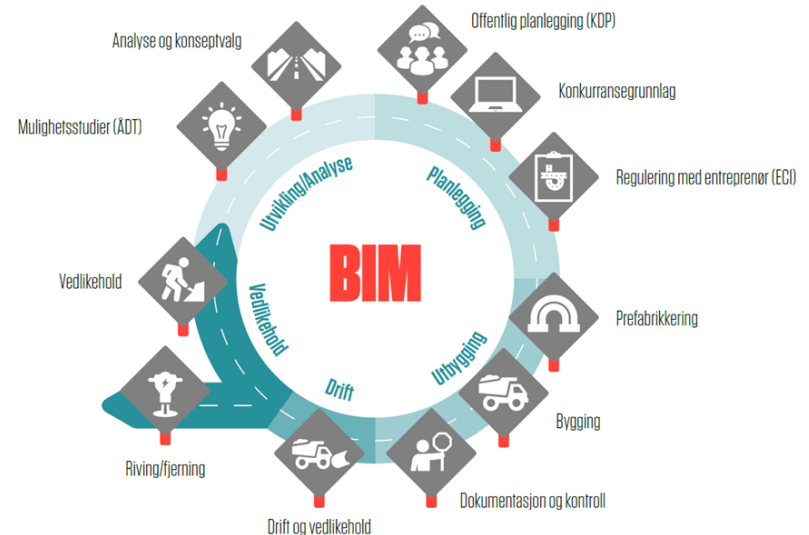 Offentlig planlegging (KDP)
Analyse og konseptvalg
Konkurransegrunnlag
Mulighetsstudier (ÅDT)
Regulering med entreprenør (ECI)
Utvikling/Analyse
Planlegging
BIM
Vedlikehold
Vedlikehold
Prefabrikkering
Utbygging
Drift
Bygging
Riving/fjerning
Dokumentasjon og kontroll
Drift og vedlikehold